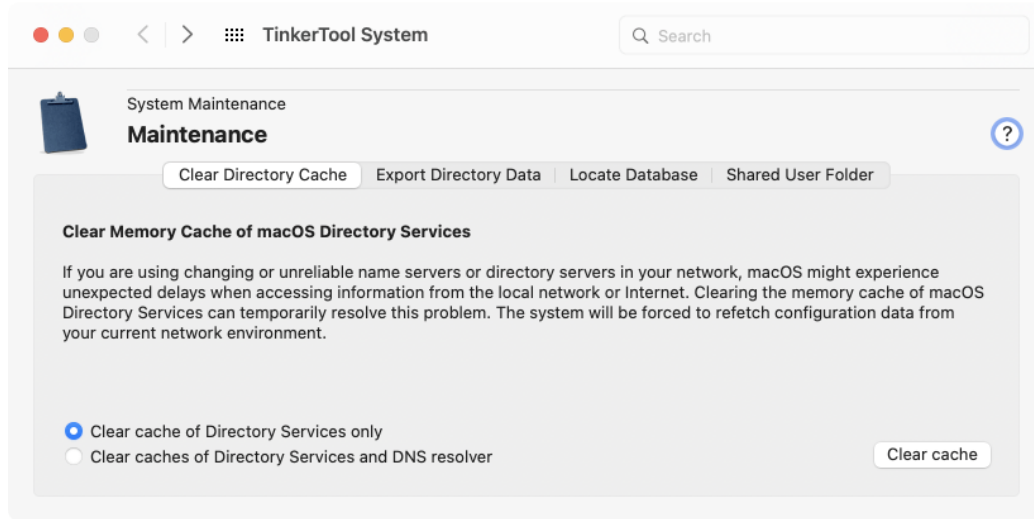 TinkerTool System
Search
System Maintenance
Maintenance
?
Clear Directory Cache
Export Directory Data
Locate Database
Shared User Folder
Clear Memory Cache of macOS Directory Services
If you are using changing or unreliable name servers or directory servers in your network, macOS might experience
unexpected delays when accessing information from the local network or Internet. Clearing the memory cache of macOS
Directory Services can temporarily resolve this problem. The system will be forced to refetch configuration data from
your current network environment.
Clear cache of Directory Services only
Clear caches of Directory Services and DNS resolver
Clear cache